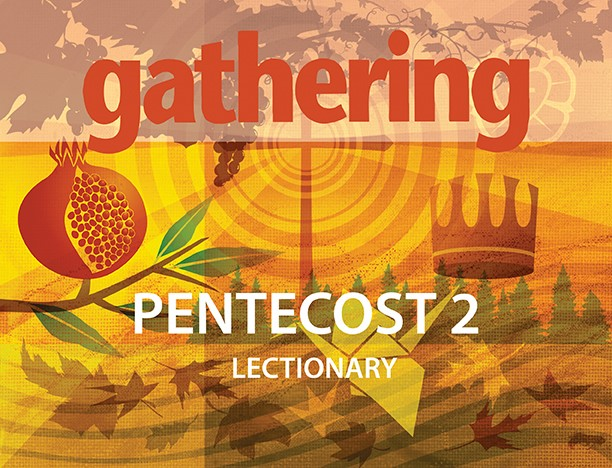 gathering
PENTECOST 2
LECTIONARY